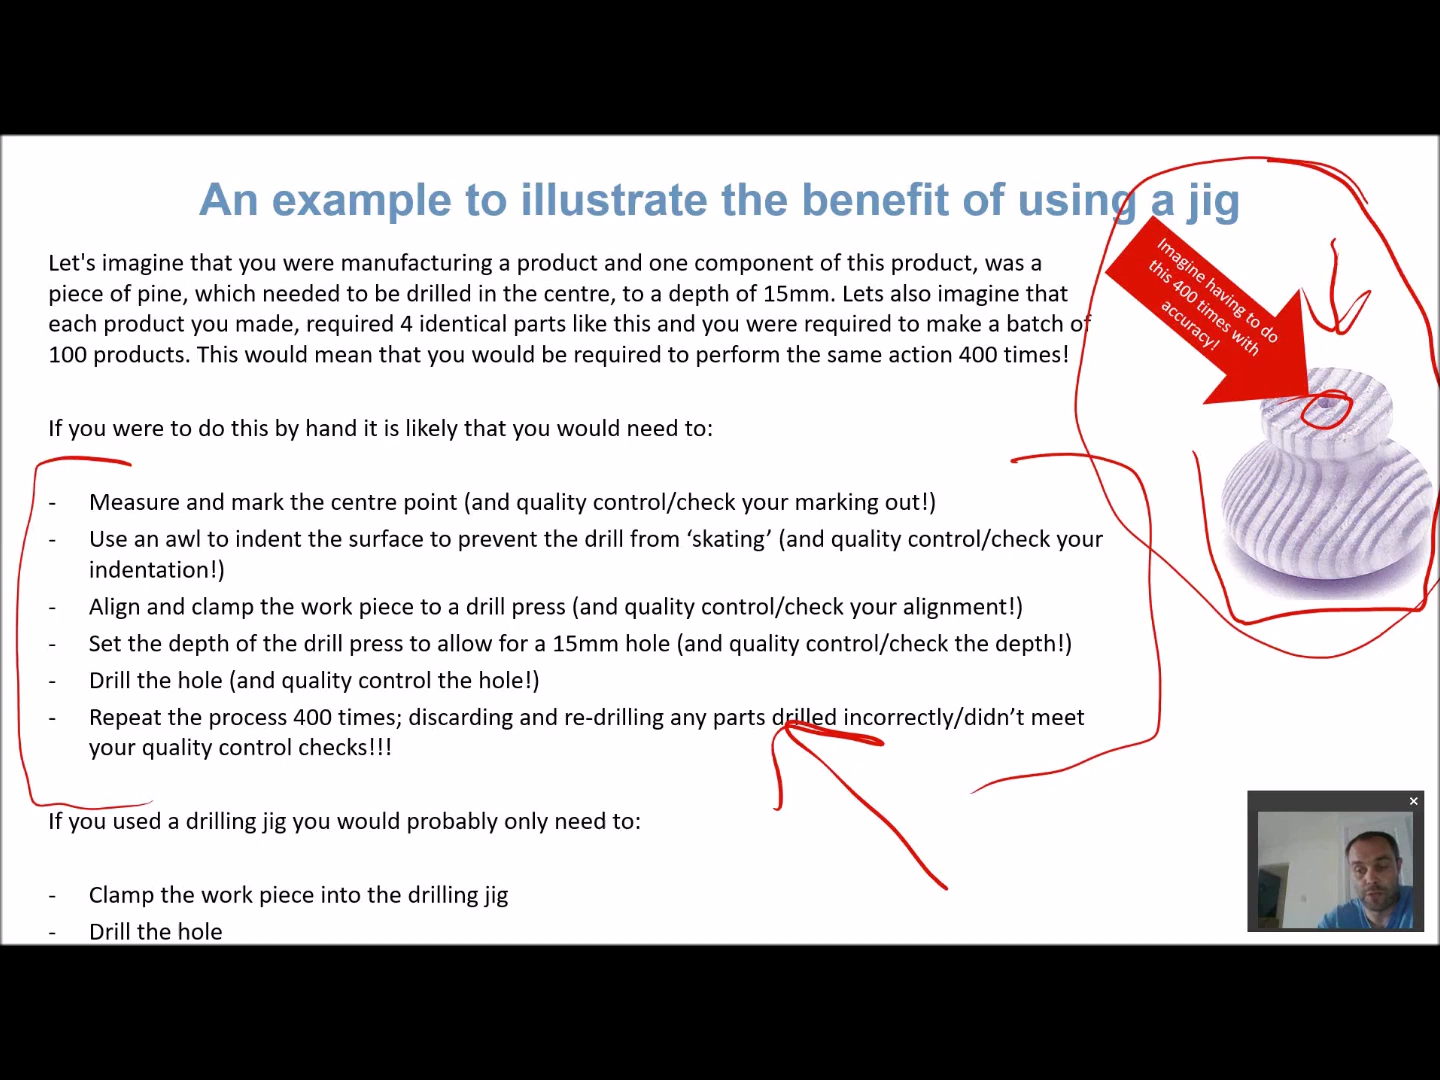 An example to illustrate the benefit of using a jig
Let's imagine that you were manufacturing a product and one component of this product, was a
piece of pine, which needed to be drilled in the centre, to a depth of 15mm. Lets also imagine that
each product you made, required 4 identical parts like this and you were required to make a batch of
100 products. This would mean that you would be required to perform the same action 400 times!
Imagine having to do
this 400 times with
accuracy!
If you were to do this by hand it is likely that you would need to:
- Measure and mark the centre point (and quality control/check your marking out!)
- Use an awl to indent the surface to prevent the drill from ‘skating’ (and quality control/check your
indentation!)
- Align and clamp the work piece to a drill press (and quality control/check your alignment!)
- Set the depth of the drill press to allow for a 15mm hole (and quality control/check the depth!)
- Drill the hole (and quality control the hole!)
- Repeat the process 400 times; discarding and re-drilling any parts drilled incorrectly/didn’t meet
your quality control checks!!!
If you used a drilling jig you would probably only need to:
- Clamp the work piece into the drilling jig
- Drill the hole